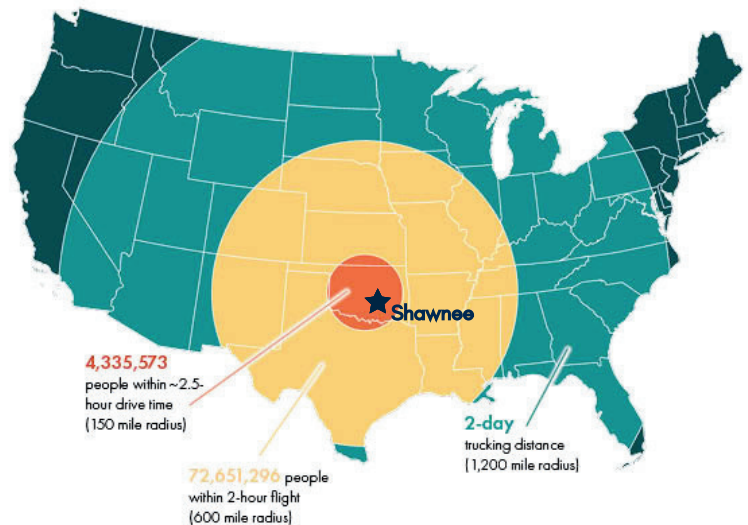 Shawnee
4,335,573
people within ~2.5-
hour drive time
(150 mile radius)
72,651,296 people
within 2-hour flight
(600 mile radius)
2-day
trucking distance
(1,200 mile radius)